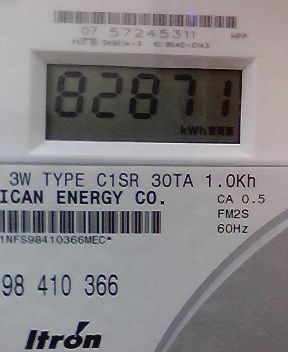 07 57245311
82871
kWh
3W TYPE C1SR 30TA 1.0Kh
ICAN ENERGY CO.
CA 0.5
FM2S
60Hz
1NFS98410366MEC*
98 410 366
Itron